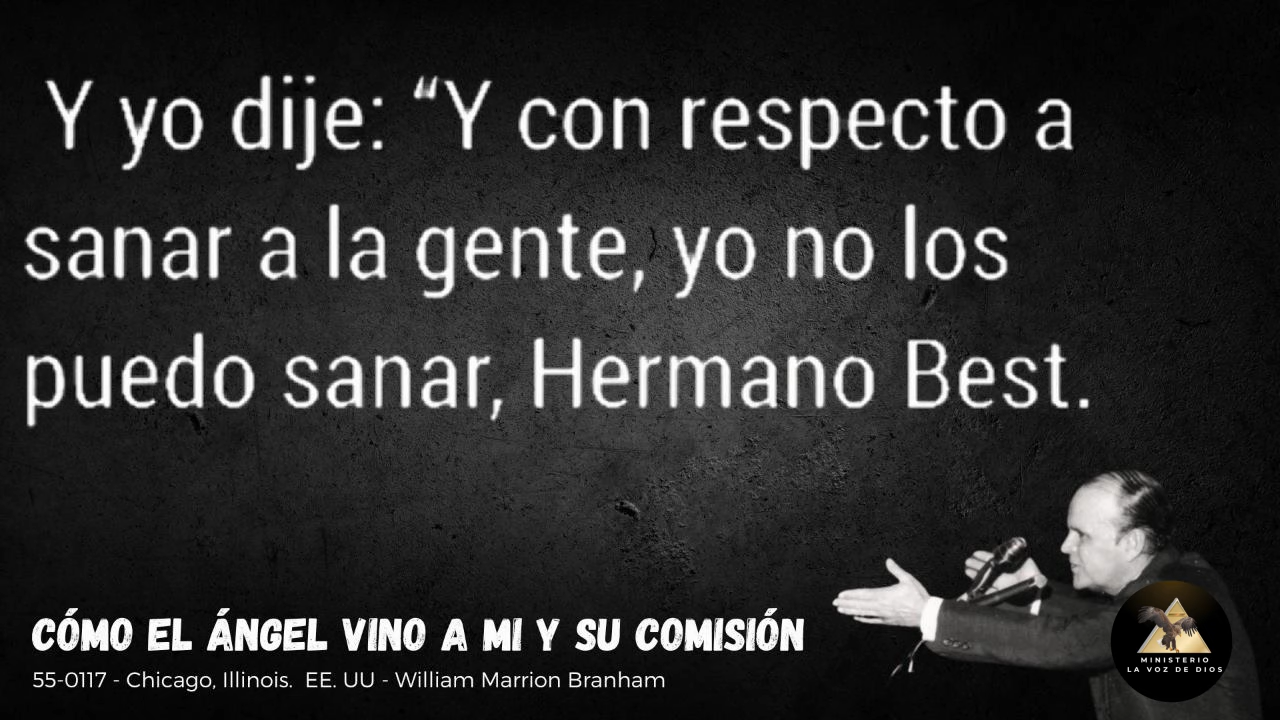 Y yo dije: “Y con respecto a
sanar a la gente, yo no los
puedo sanar, Hermano Best.
CÓMO EL ÁNGEL VINO A MI Y SU COMISIÓN
55-0117 - Chicago, Illinois. EE. UU - William Marrion Branham
MINISTERIO
LA VOZ DE DIOS